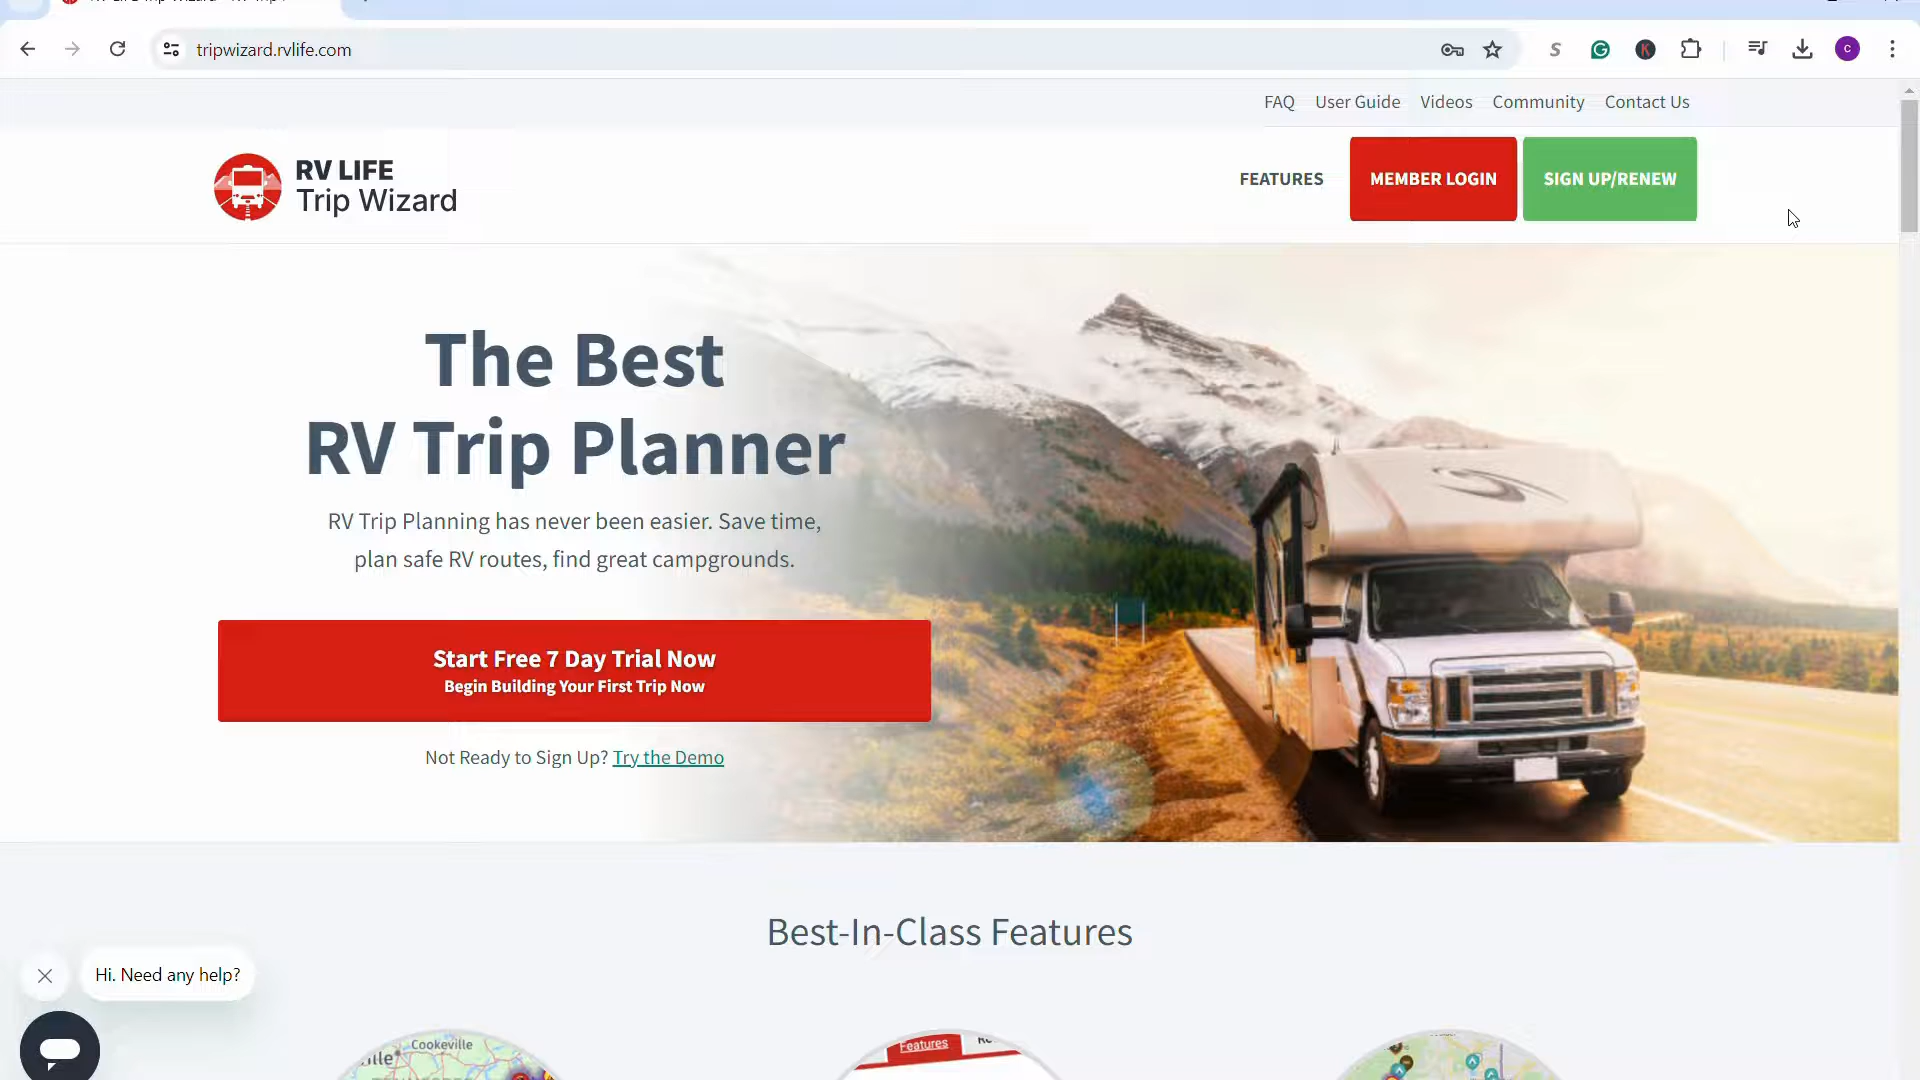 tripwizard.rvlife.com
S
K
C
FAQ User Guide Videos Community Contact Us
RV LIFE
Trip Wizard
FEATURES
MEMBER LOGIN
SIGN UP/RENEW
The Best
RV Trip Planner
RV Trip Planning has never been easier. Save time,
plan safe RV routes, find great campgrounds.
Start Free 7 Day Trial Now
Begin Building Your First Trip Now
Not Ready to Sign Up? Try the Demo
Best-In-Class Features
Hi. Need any help?
Cookeville
Features